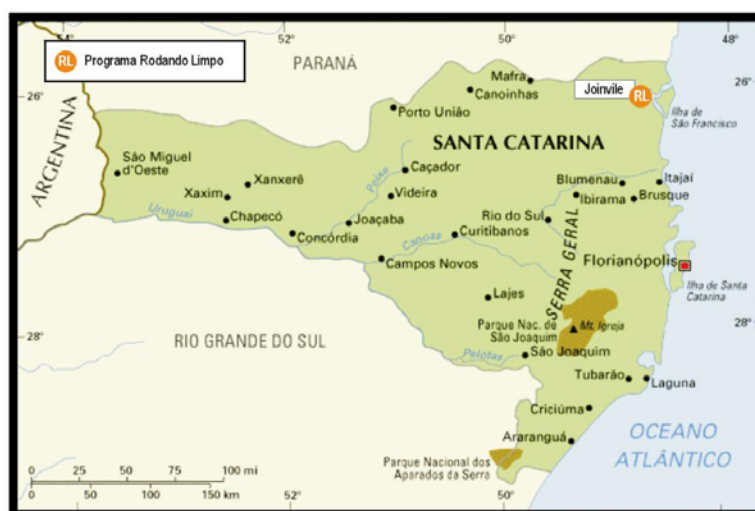 RL Programa Rodando Limpo
52
50
48
PARANÁ
26
26
Mafra
Canoinhas
Joinvile
RL
Porto União
Ilha de
São Francisco
ARGENTINA
SANTA CATARINA
São Miguel
d'Oeste
Caçador
Peixe
Xanxerê
Xaxim
Videira
Blumenau
Itajaí
Ibirama
Brusque
Uruguai
Chapecó
Joaçaba
Rio do Sul
Concórdia
Canoas
Curitibanos
SERRA GERAL
Campos Novos
Florianópolis
Ilha de Santa
Catarina
Lajes
Parque Nac. de
São Joaquim
Mt. Igreja
28
28
RIO GRANDE DO SUL
Pelotas
São Joaquim
Tubarão
Laguna
Criciúma
Araranguá
OCEANO
ATLÂNTICO
Parque Nacional dos
Aparados da Serra
0 25 50 75 100 mi
0 50 100 150 km
52
50